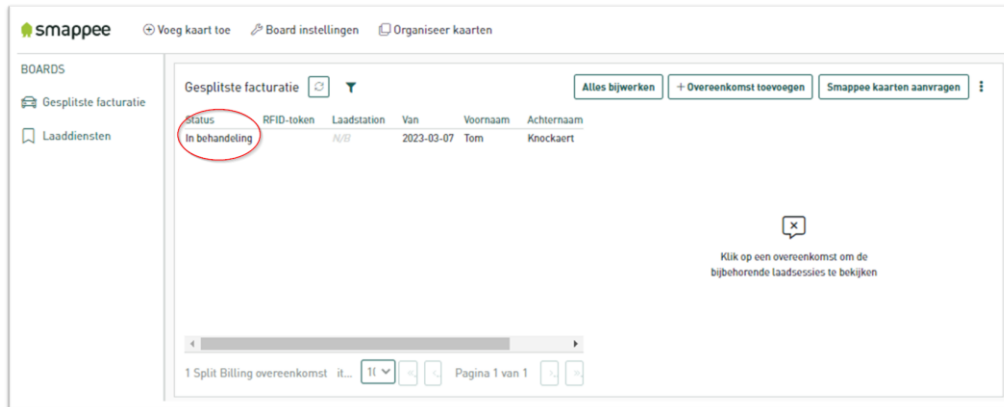 smappee
Voeg kaart toe
Board instellingen
Organiseer kaarten
BOARDS
Gesplitste facturatie
Laaddiensten
Gesplitste facturatie
Alles bijwerken
+ Overeenkomst toevoegen
Smappee kaarten aanvragen
Status RFID-token Laadstation Van Voornaam Achternaam
In behandeling N/B 2023-03-07 Tom Knockaert
Klik op een overeenkomst om de
bijbehorende laadsessies te bekijken
1 Split Billing overeenkomst it...
Pagina 1 van 1